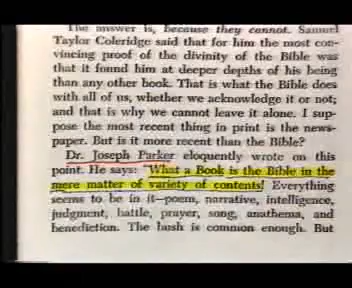 The answer is, because they cannot. Samuel
Taylor Coleridge said that for him the most con-
vincing proof of the divinity of the Bible was
that it found him at deeper depths of his being
than any other book. That is what the Bible does
with all of us, whether we acknowledge it or not;
and that is why we cannot leave it alone. I sup-
pose the most recent thing in print is the news-
paper. But is it more recent than the Bible?
Dr. Joseph Parker eloquently wrote on this
point. He says: "What a Book is the Bible in the
mere matter of variety of contents! Everything
seems to be in it—poem, narrative, intelligence,
judgment, battle, prayer, song, anathema, and
benediction. The bush is common enough. But